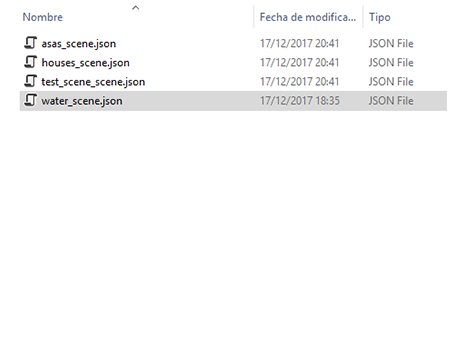 Nombre Fecha de modifica... Tipo
asas_scene.json 17/12/2017 20:41 JSON File
houses_scene.json 17/12/2017 20:41 JSON File
test_scene_scene.json 17/12/2017 20:41 JSON File
water_scene.json 17/12/2017 18:35 JSON File